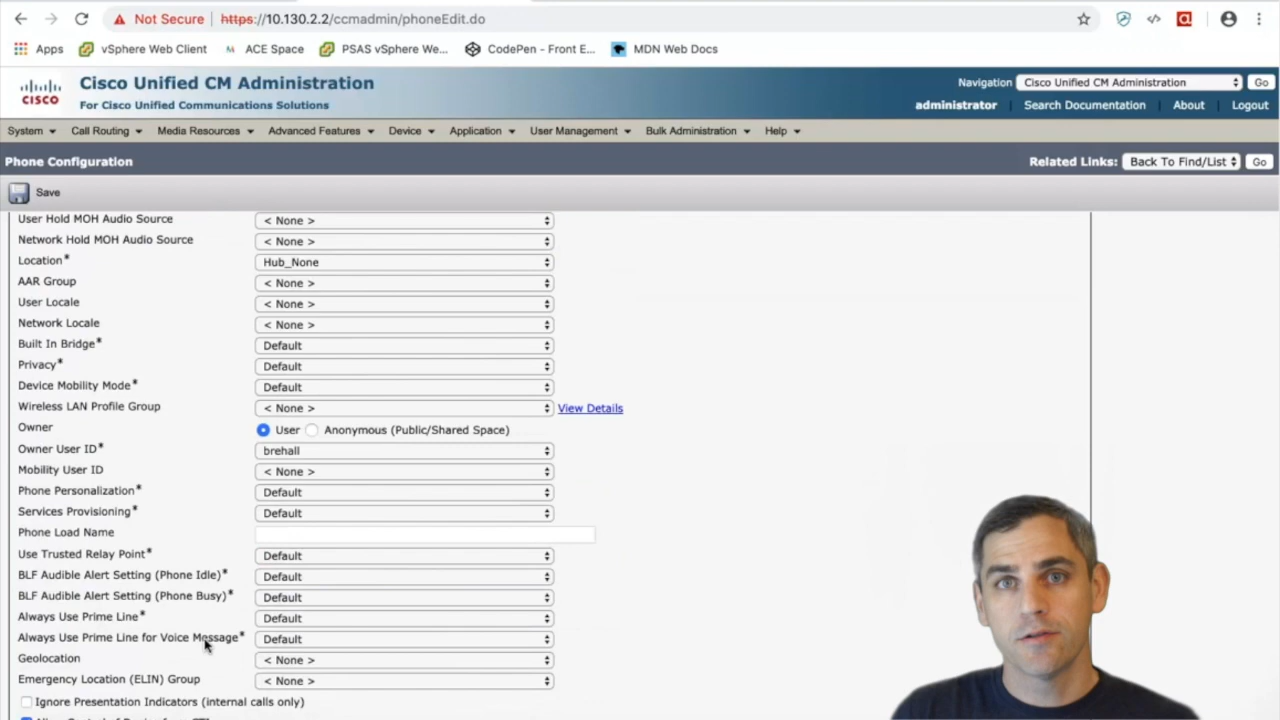 Not Secure | https://10.130.2.2/ccmadmin/phoneEdit.do
Apps vSphere Web Client ACE Space PSAS vSphere We... CodePen - Front E... MDN Web Docs
Cisco Unified CM Administration
For Cisco Unified Communications Solutions
CISCO
Navigation Cisco Unified CM Administration Go
administrator | Search Documentation | About | Logout
System Call Routing Media Resources Advanced Features Device Application User Management Bulk Administration Help
Phone Configuration
Related Links: Back To Find/List Go
Save
User Hold MOH Audio Source < None >
Network Hold MOH Audio Source < None >
Location* Hub_None
AAR Group < None >
User Locale < None >
Network Locale < None >
Built In Bridge* Default
Privacy* Default
Device Mobility Mode* Default
Wireless LAN Profile Group < None > View Details
Owner User Anonymous (Public/Shared Space)
Owner User ID* brehall
Mobility User ID < None >
Phone Personalization* Default
Services Provisioning* Default
Phone Load Name
Use Trusted Relay Point* Default
BLF Audible Alert Setting (Phone Idle)* Default
BLF Audible Alert Setting (Phone Busy)* Default
Always Use Prime Line* Default
Always Use Prime Line for Voice Message* Default
Geolocation < None >
Emergency Location (ELIN) Group < None >
Ignore Presentation Indicators (internal calls only)